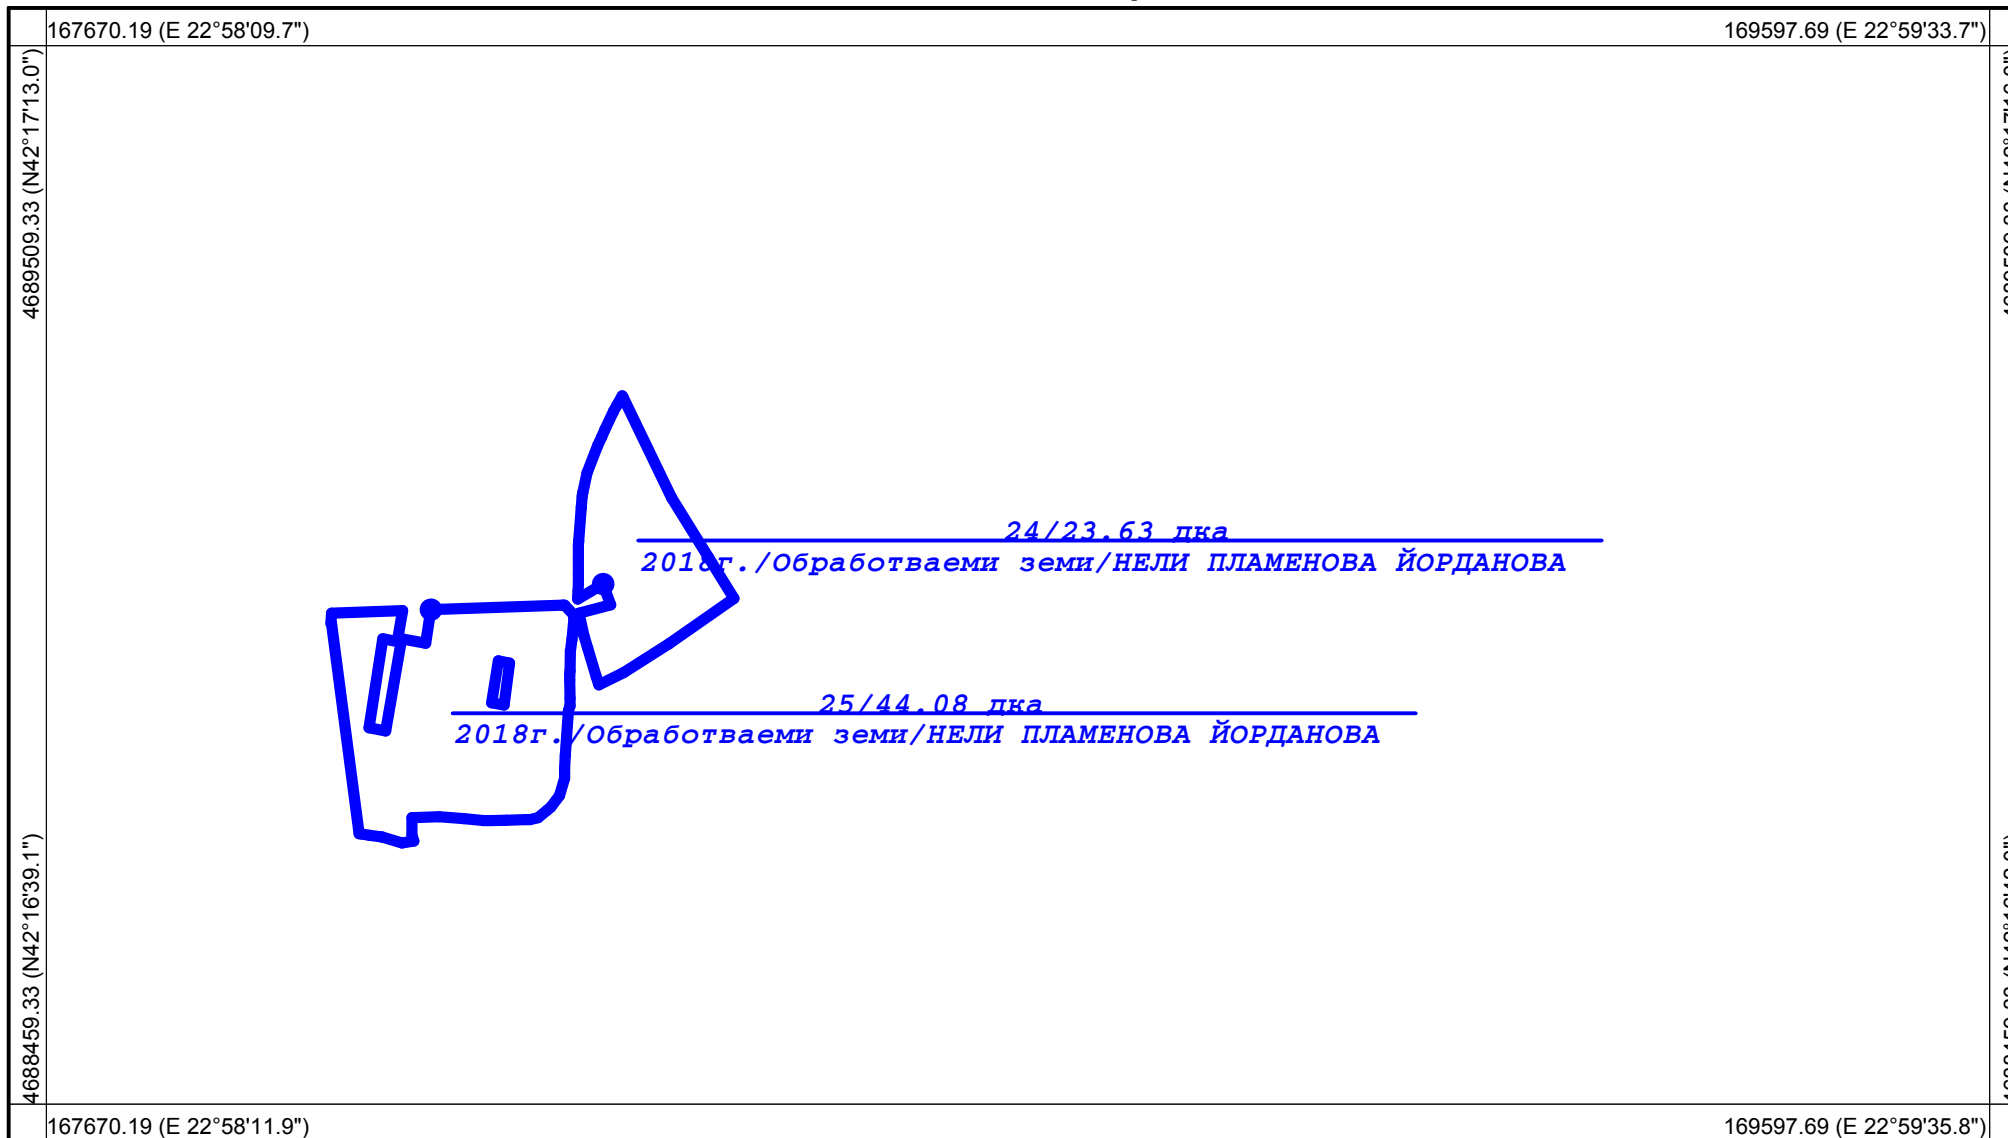 167670.19 (E 22°58'09.7")
169597.69 (E 22°59'33.7")
4689509.33 (N42°17'13.0")
24/23.63 дка
2018г./Обработваеми земи/НЕЛИ ПЛАМЕНОВА ЙОРДАНОВА
25/44.08 дка
2018г./Обработваеми земи/НЕЛИ ПЛАМЕНОВА ЙОРДАНОВА
4688459.33 (N42°16'39.1")
167670.19 (E 22°58'11.9")
169597.69 (E 22°59'35.8")